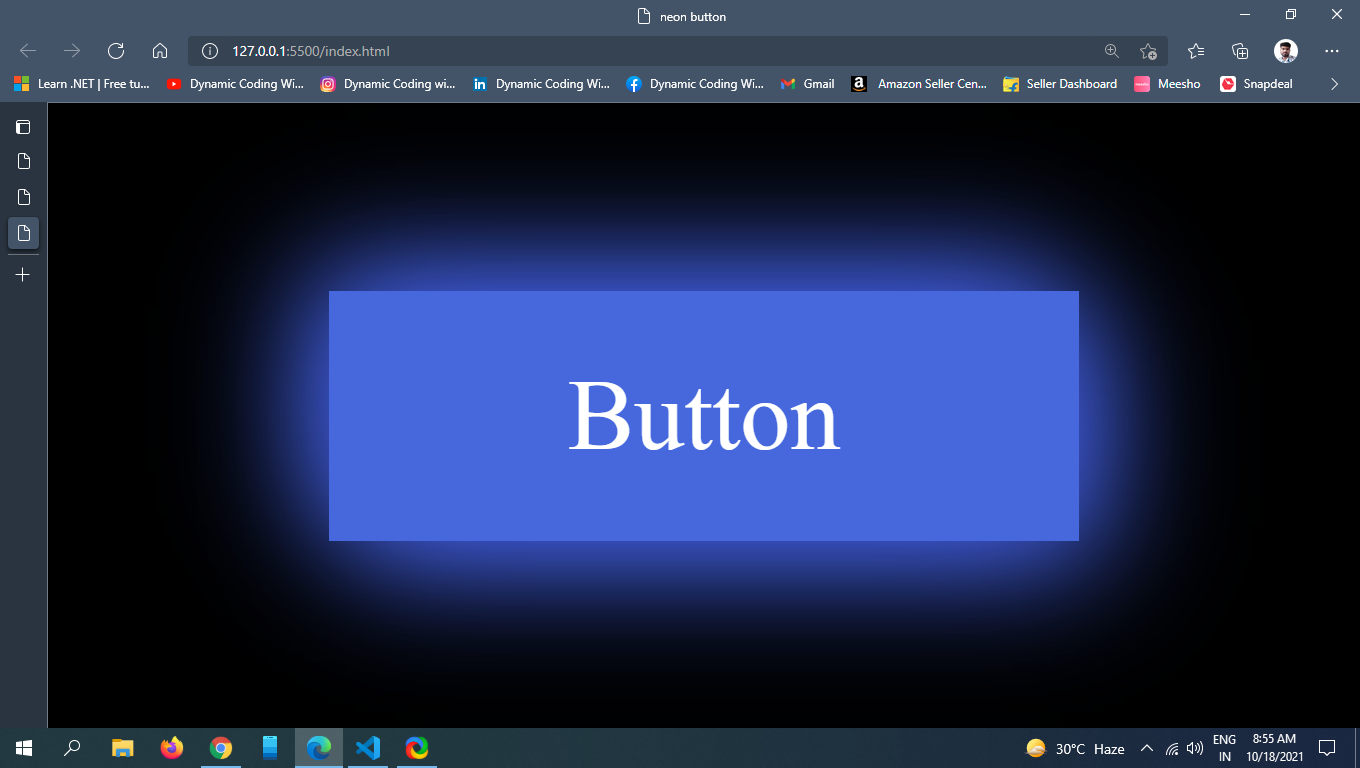 neon button
127.0.0.1:5500/index.html
Learn .NET | Free tu... Dynamic Coding Wi... Dynamic Coding wi... Dynamic Coding Wi... Dynamic Coding Wi... Gmail Amazon Seller Cen... Seller Dashboard Meesho Snapdeal
Button
30°C Haze ENG 8:55 AM
IN 10/18/2021